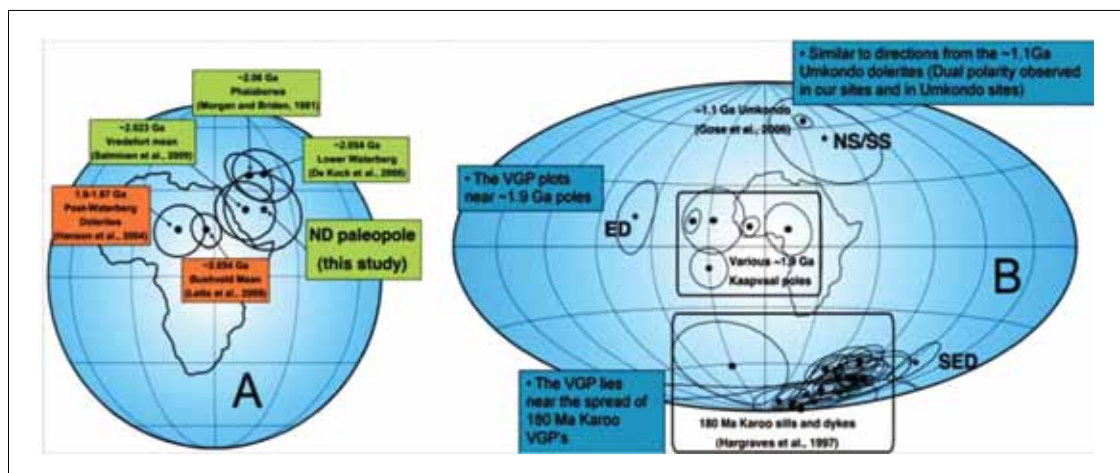 ~2.06 Ga
Phalaborwa
(Morgan and Briden, 1981)
~2.023 Ga
Vredefort mean
(Salminen et al., 2009)
~2.054 Ga
Lower Waterberg
(De Kock et al., 2006)
1.8-1.87 Ga
Post-Waterberg
Dolerites
(Hanson et al., 2004)
Bushveld Mean
(Letts et al., 2009)
ND paleopole
(this study)
A
• Similar to directions from the ~1.1Ga
Umkondo dolerites (Dual polarity observed
in our sites and in Umkondo sites)
~1.1 Ga Umkondo
(Gose et al., 2006)
NS/SS
• The VGP plots
near ~1.9 Ga poles
ED
Various ~1.9 Ga
Kaapvaal poles
B
SED
• The VGP lies
near the spread of
180 Ma Karoo
VGP's
180 Ma Karoo sills and dykes
(Hargraves et al., 1997)